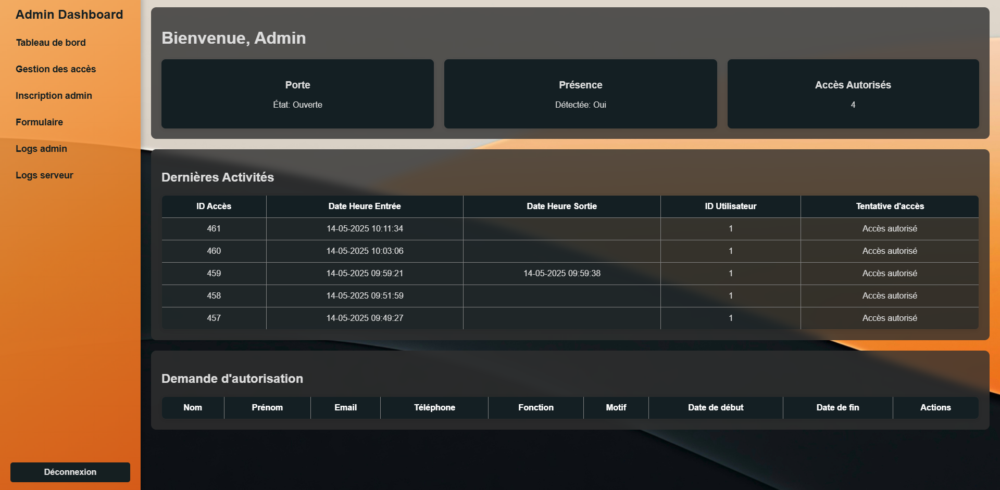 Admin Dashboard
Tableau de bord
Gestion des accès
Inscription admin
Formulaire
Logs admin
Logs serveur
Déconnexion
Bienvenue, Admin
Porte
État: Ouverte
Présence
Détectée: Oui
Accès Autorisés
4
Dernières Activités
ID Accès Date Heure Entrée Date Heure Sortie ID Utilisateur Tentative d'accès
461 14-05-2025 10:11:34 1 Accès autorisé
460 14-05-2025 10:03:06 1 Accès autorisé
459 14-05-2025 09:59:21 14-05-2025 09:59:38 1 Accès autorisé
458 14-05-2025 09:51:59 1 Accès autorisé
457 14-05-2025 09:49:27 1 Accès autorisé
Demande d'autorisation
Nom Prénom Email Téléphone Fonction Motif Date de début Date de fin Actions